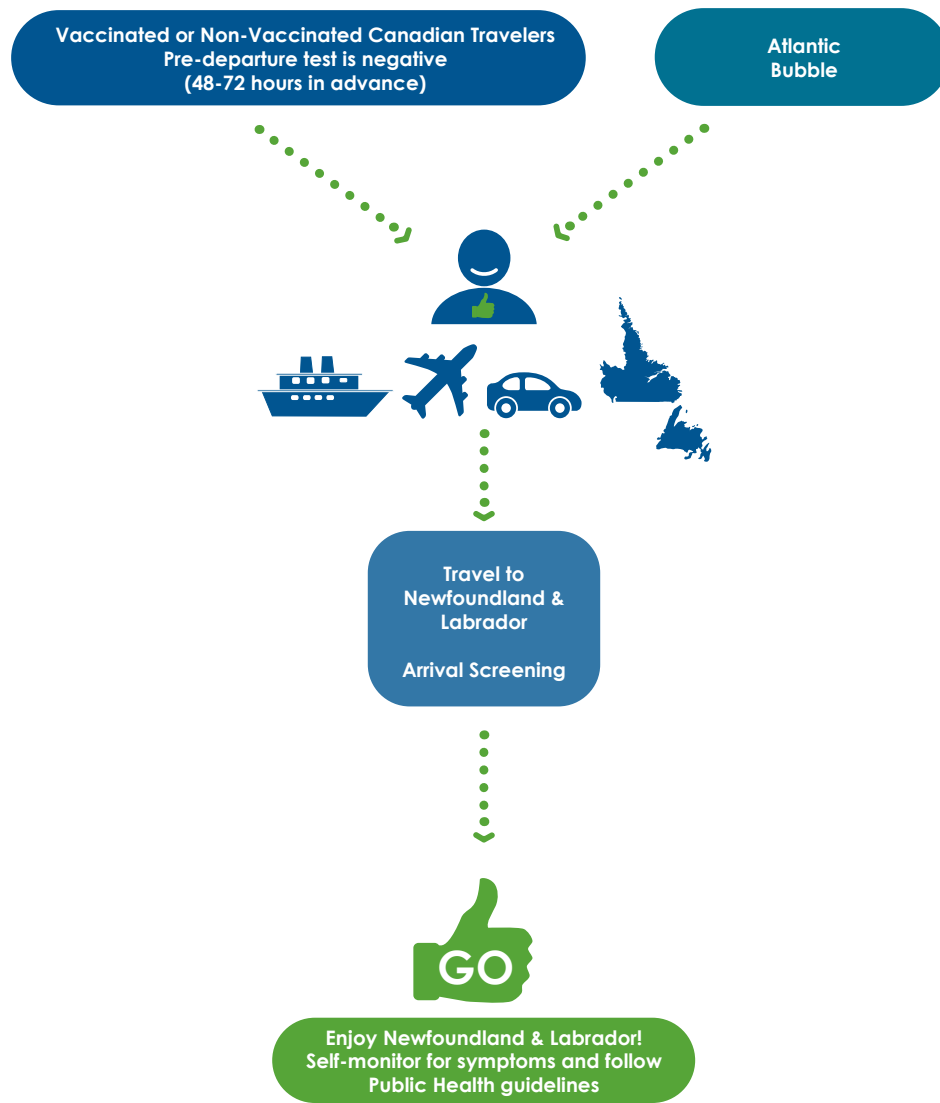 Vaccinated or Non-Vaccinated Canadian Travelers
Pre-departure test is negative
(48-72 hours in advance)
Atlantic
Bubble
Travel to
Newfoundland &
Labrador
Arrival Screening
GO
Enjoy Newfoundland & Labrador!
Self-monitor for symptoms and follow
Public Health guidelines